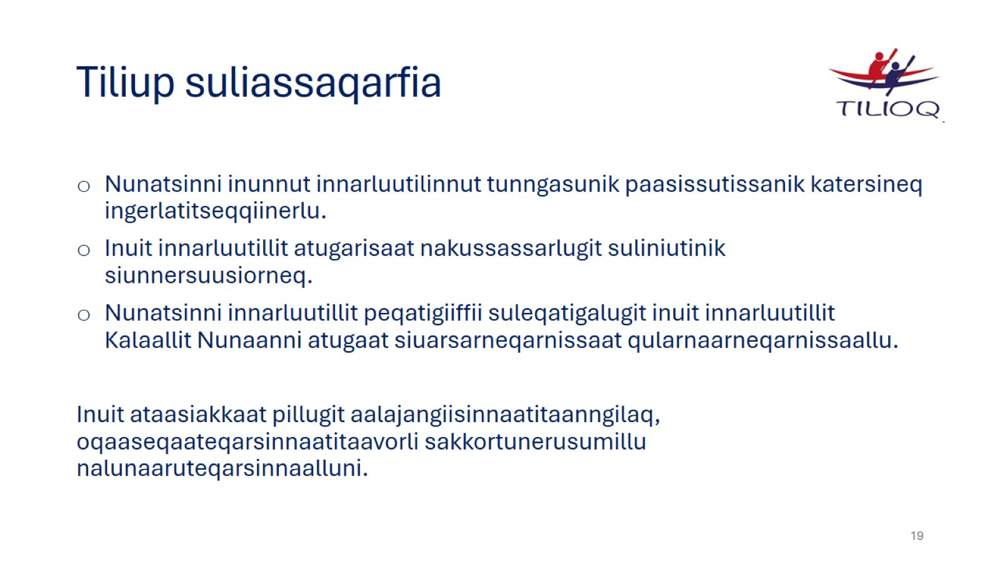 Tiliup suliassaqarfia
TILIOQ
o Nunatsinni inunnut innarluutilinnut tunngasunik paasissutissanik katersineq
ingerlatitseqqiinerlu.
o Inuit innarluutillit atugarisaat nakussassarlugit suliniutinik
siunnersuusiorneq.
o Nunatsinni innarluutillit peqatigiiffii suleqatigalugit inuit innarluutillit
Kalaallit Nunaanni atugaat siuarsarneqarnissaat qularnaarneqarnissaallu.
Inuit ataasiakkaat pillugit aalajangiisinnaatitaanngilaq,
oqaaseqaateqarsinnaatitaavorli sakkortunerusumillu
nalunaaruteqarsinnaalluni.
19